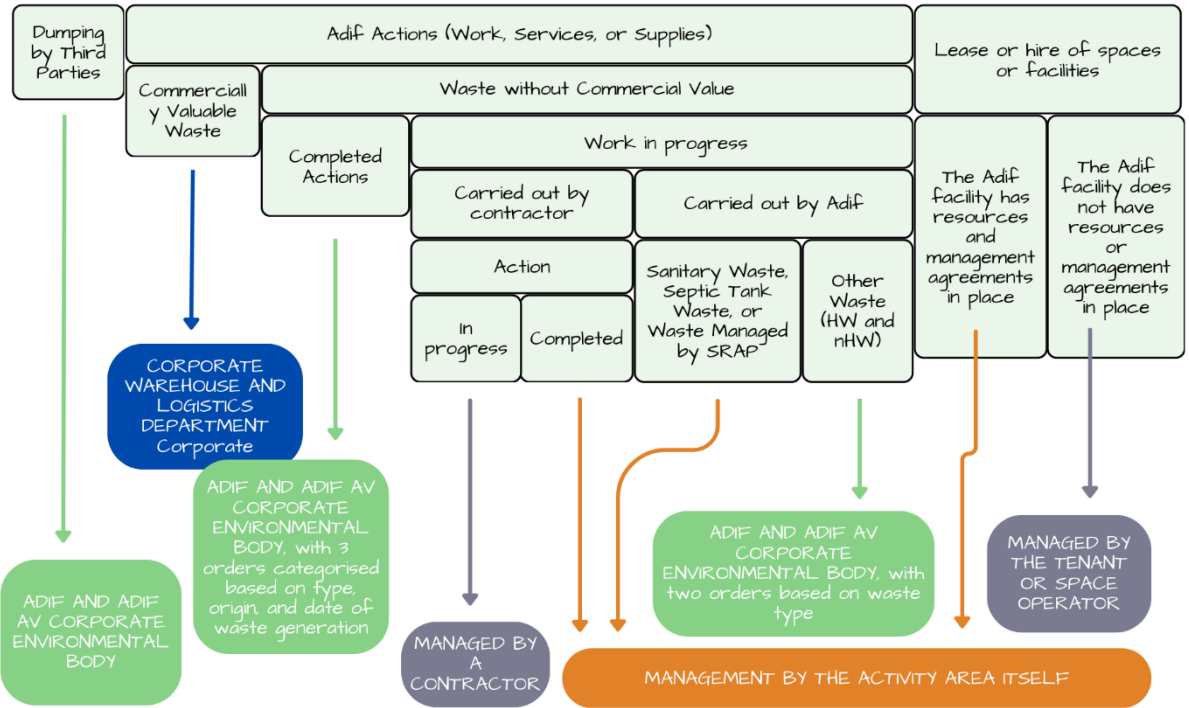 Dumping
by Third
Parties
Adif Actions (Work, Services, or Supplies)
Lease or hire of spaces
or facilities
Commerciall
y Valuable
Waste
Waste without Commercial Value
Completed
Actions
Work in progress
The Adif
facility has
resources
and
management
agreements
in place
The Adif
facility does
not have
resources
or
management
agreements
in place
Carried out by
contractor
Carried out by Adif
Action
Sanitary Waste,
Septic Tank
Waste, or
Waste Managed
by SRAP
Other
Waste
(HW and
nHW)
In
progress
Completed
CORPORATE
WAREHOUSE AND
LOGISTICS
DEPARTMENT
Corporate
ADIF AND ADIF AV
CORPORATE
ENVIRONMENTAL
BODY, with 3
orders categorised
based on type,
origin, and date of
waste generation
ADIF AND ADIF AV
CORPORATE
ENVIRONMENTAL BODY, with
two orders based on waste
type
MANAGED BY
THE TENANT
OR SPACE
OPERATOR
ADIF AND ADIF
AV CORPORATE
ENVIRONMENTAL
BODY
MANAGED BY
A
CONTRACTOR
MANAGEMENT BY THE ACTIVITY AREA ITSELF